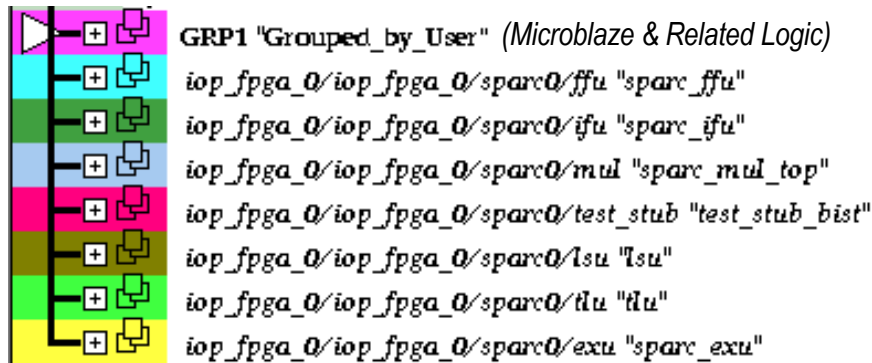 GRP1 "Grouped_by_User" (Microblaze & Related Logic)
iop_fpga_0/iop_fpga_0/sparc0/ffu "sparc_ffu"
iop_fpga_0/iop_fpga_0/sparc0/ifu "sparc_ifu"
iop_fpga_0/iop_fpga_0/sparc0/mul "sparc_mul_top"
iop_fpga_0/iop_fpga_0/sparc0/test_stub "test_stub_bist"
iop_fpga_0/iop_fpga_0/sparc0/lsu "lsu"
iop_fpga_0/iop_fpga_0/sparc0/tlu "tlu"
iop_fpga_0/iop_fpga_0/sparc0/exu "sparc_exu"